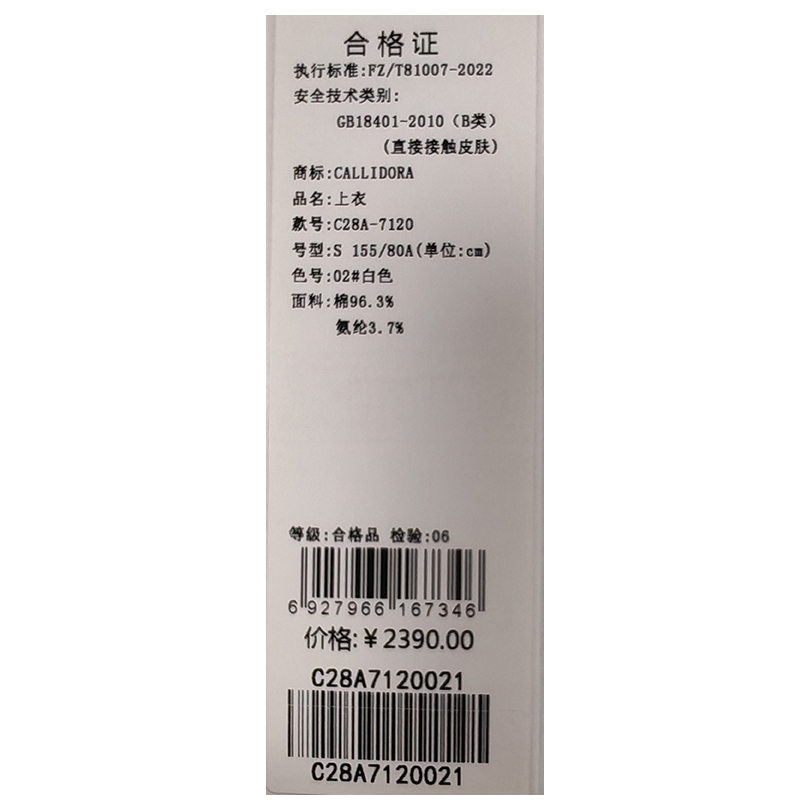 合格证
执行标准:FZ/T81007-2022
安全技术类别:
GB18401-2010（B类）
(直接接触皮肤)
商标:CALLIDORA
品名:上衣
款号:C28A-7120
号型:S 155/80A(单位:cm)
色号:02#白色
面料:棉96.3%
氨纶3.7%
等级:合格品 检验:06
6 927966 167346
价格:￥2390.00
C28A7120021
C28A7120021